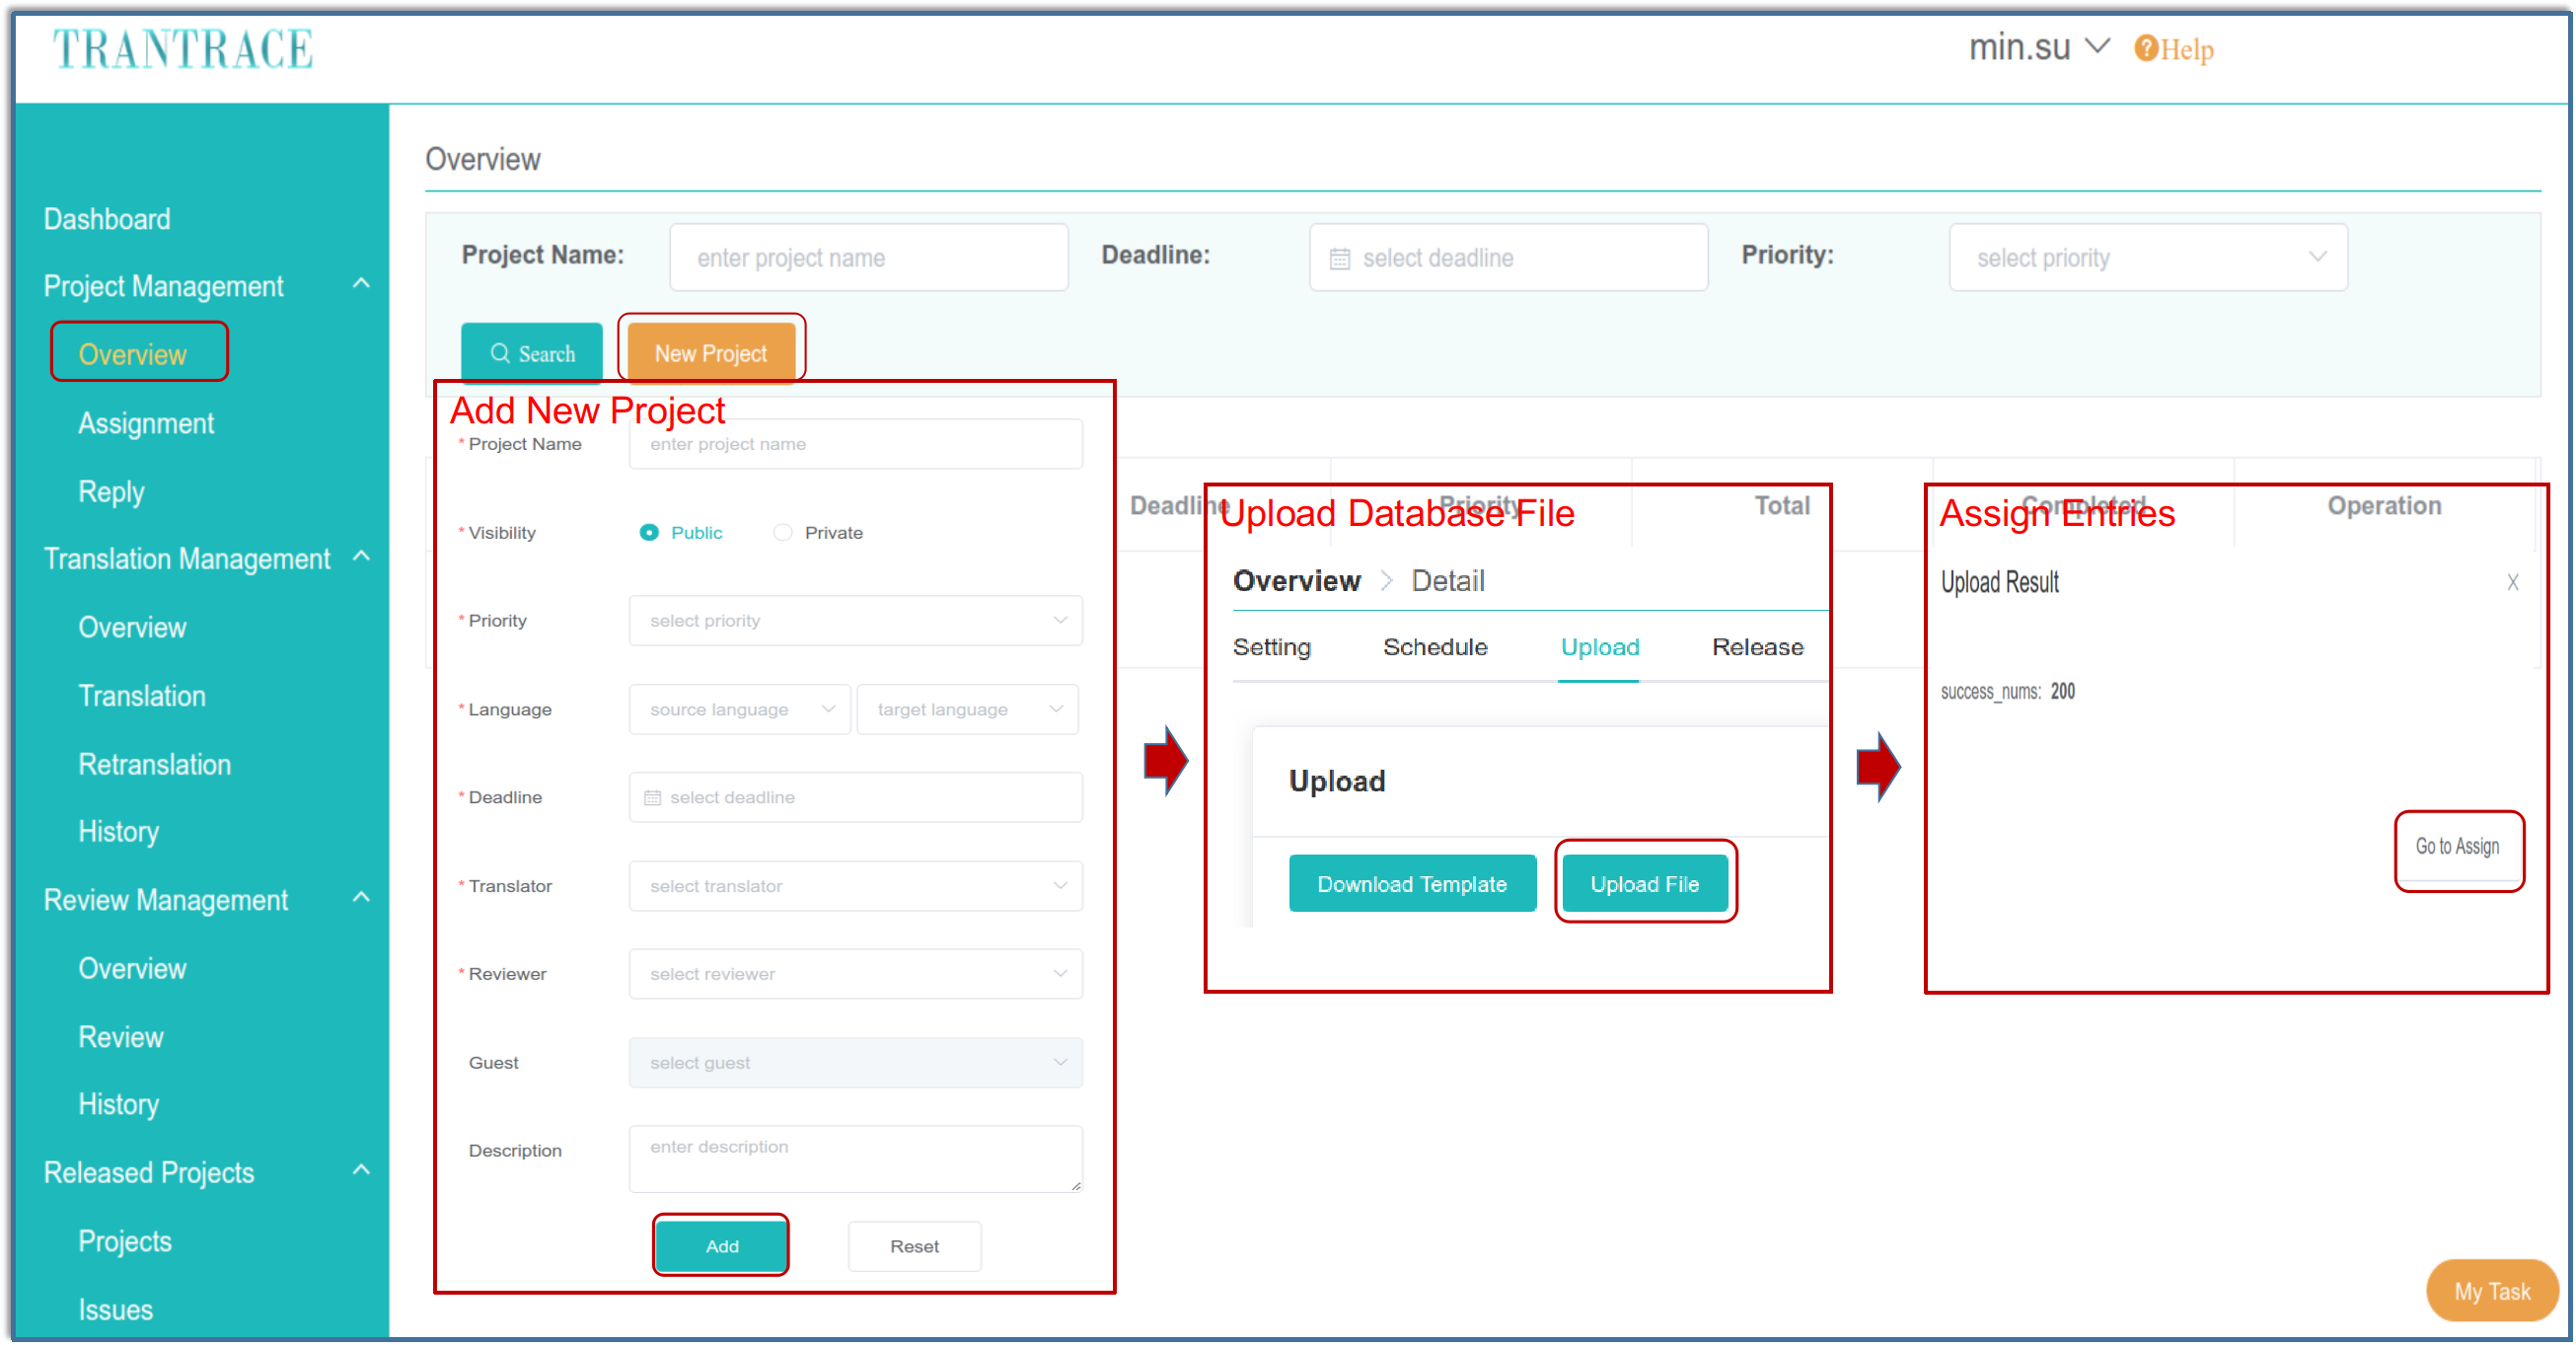 TRANTRACE
min.su
Help
Dashboard
Project Management
Overview
Assignment
Reply
Translation Management
Overview
Translation
Retranslation
History
Review Management
Overview
Review
History
Released Projects
Projects
Issues
Overview
Project Name: enter project name Deadline: select deadline Priority: select priority
Search New Project
Deadline Priority Total Completed Operation
Add New Project
* Project Name enter project name
* Visibility Public Private
* Priority select priority
* Language source language target language
* Deadline select deadline
* Translator select translator
* Reviewer select reviewer
Guest select guest
Description enter description
Add Reset
Upload Database File
Overview > Detail
Setting Schedule Upload Release
Upload
Download Template Upload File
Assign Entries
Upload Result X
success_nums: 200
Go to Assign
My Task